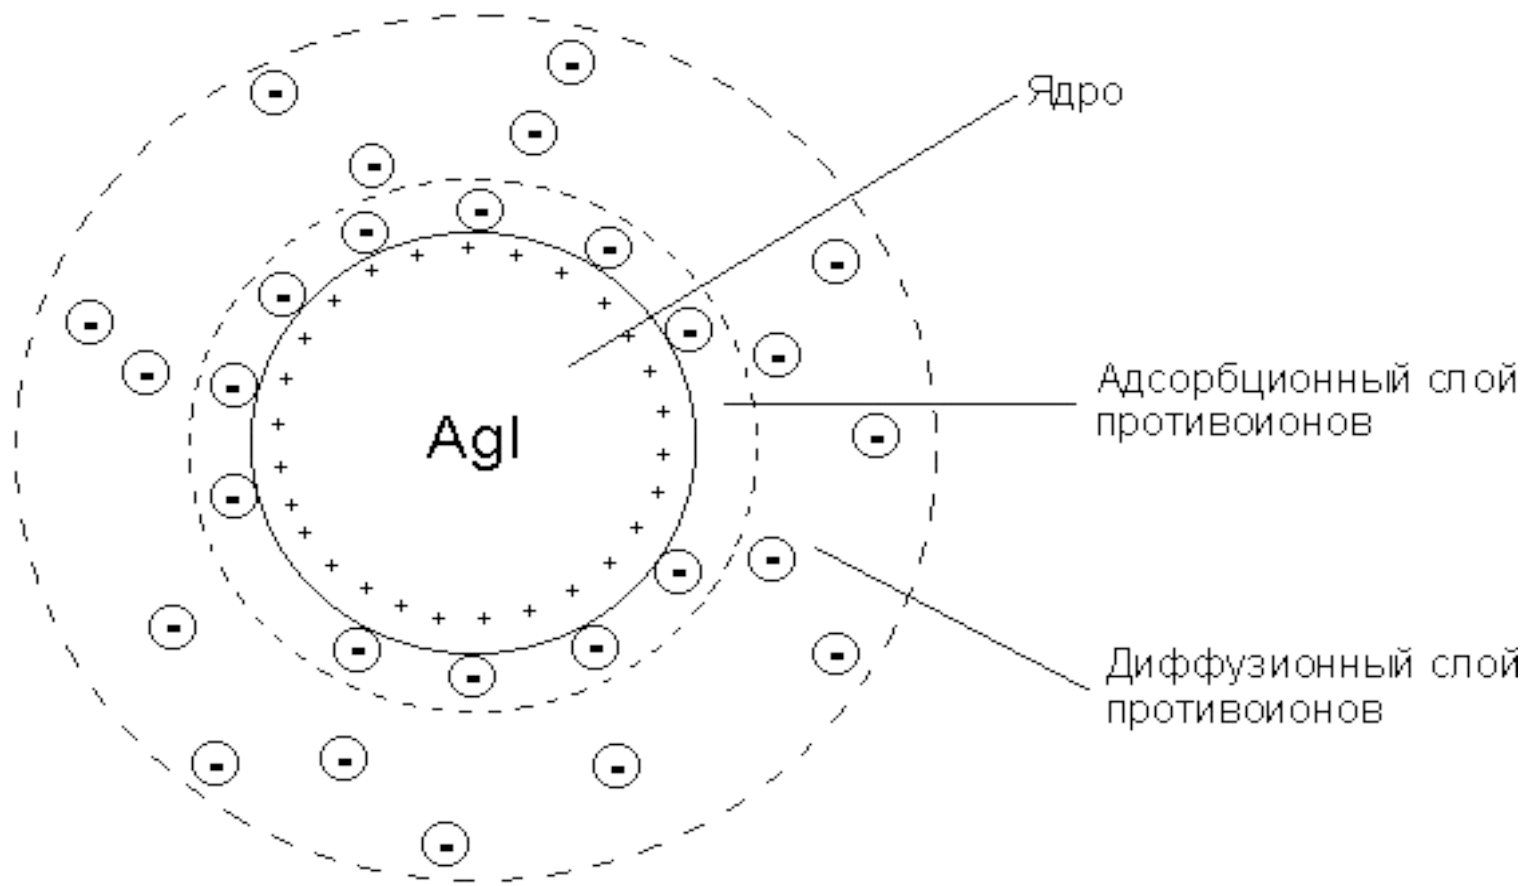 Ядро
Адсорбционный слой
противоионов
AgI
Диффузионный слой
противоионов